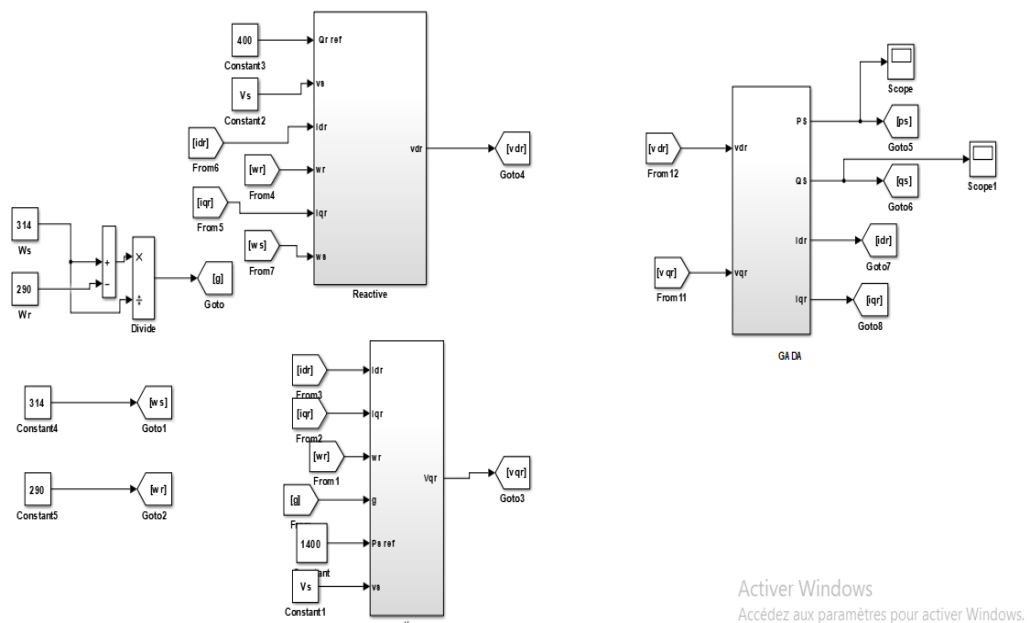 400
Constant3
Vs
Constant2
[idr]
From6
[wr]
From4
[iqr]
From5
[ws]
From7
Qr ref
vs
Idr
wr
Iqr
ws
vdr
Reactive
[vdr]
Goto4
314
Ws
290
Wr
+
−
×
÷
Divide
[g]
Goto
314
Constant4
[ws]
Goto1
290
Constant5
[wr]
Goto2
[idr]
From3
[iqr]
From2
[wr]
From1
[g]
1400
Vs
Constant1
Idr
Iqr
wr
g
Ps ref
vs
Vqr
[vqr]
Goto3
[vdr]
From12
[vqr]
From11
vdr
vqr
PS
QS
Idr
Iqr
GADA
Scope
[ps]
Goto5
Scope1
[qs]
Goto6
[idr]
Goto7
[iqr]
Goto8
Activer Windows
Accédez aux paramètres pour activer Windows.